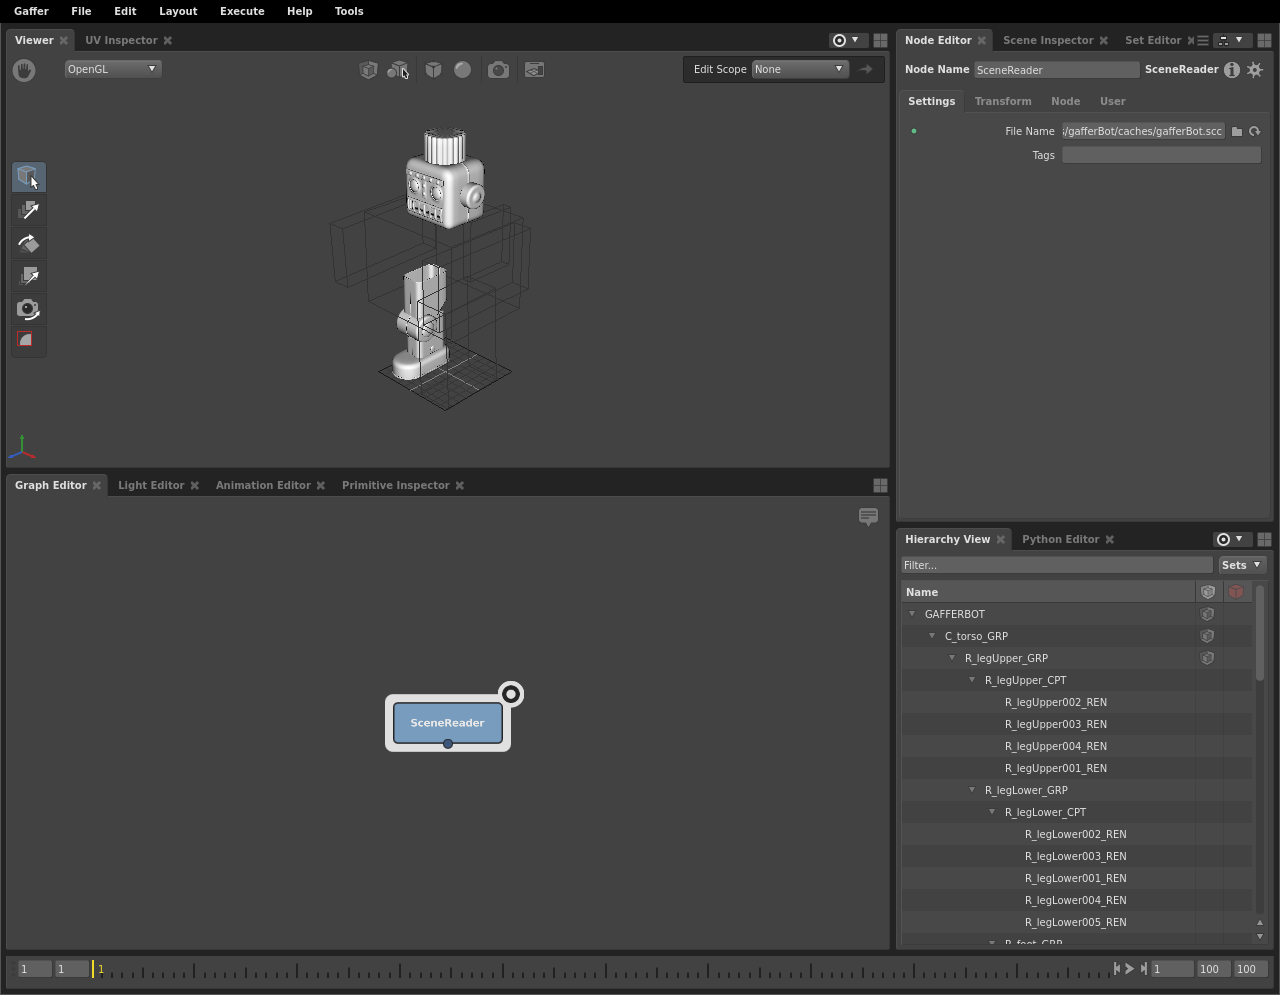 Gaffer File Edit Layout Execute Help Tools
Viewer UV Inspector
OpenGL
Edit Scope None
Node Editor Scene Inspector Set Editor
Node Name SceneReader SceneReader
Settings Transform Node User
File Name /gafferBot/caches/gafferBot.scc
Tags
Graph Editor Light Editor Animation Editor Primitive Inspector
SceneReader
Hierarchy View Python Editor
Filter... Sets
Name
GAFFERBOT
C_torso_GRP
R_legUpper_GRP
R_legUpper_CPT
R_legUpper002_REN
R_legUpper003_REN
R_legUpper004_REN
R_legUpper001_REN
R_legLower_GRP
R_legLower_CPT
R_legLower002_REN
R_legLower003_REN
R_legLower001_REN
R_legLower004_REN
R_legLower005_REN
R_foot_GRP
1 1 1 1 100 100